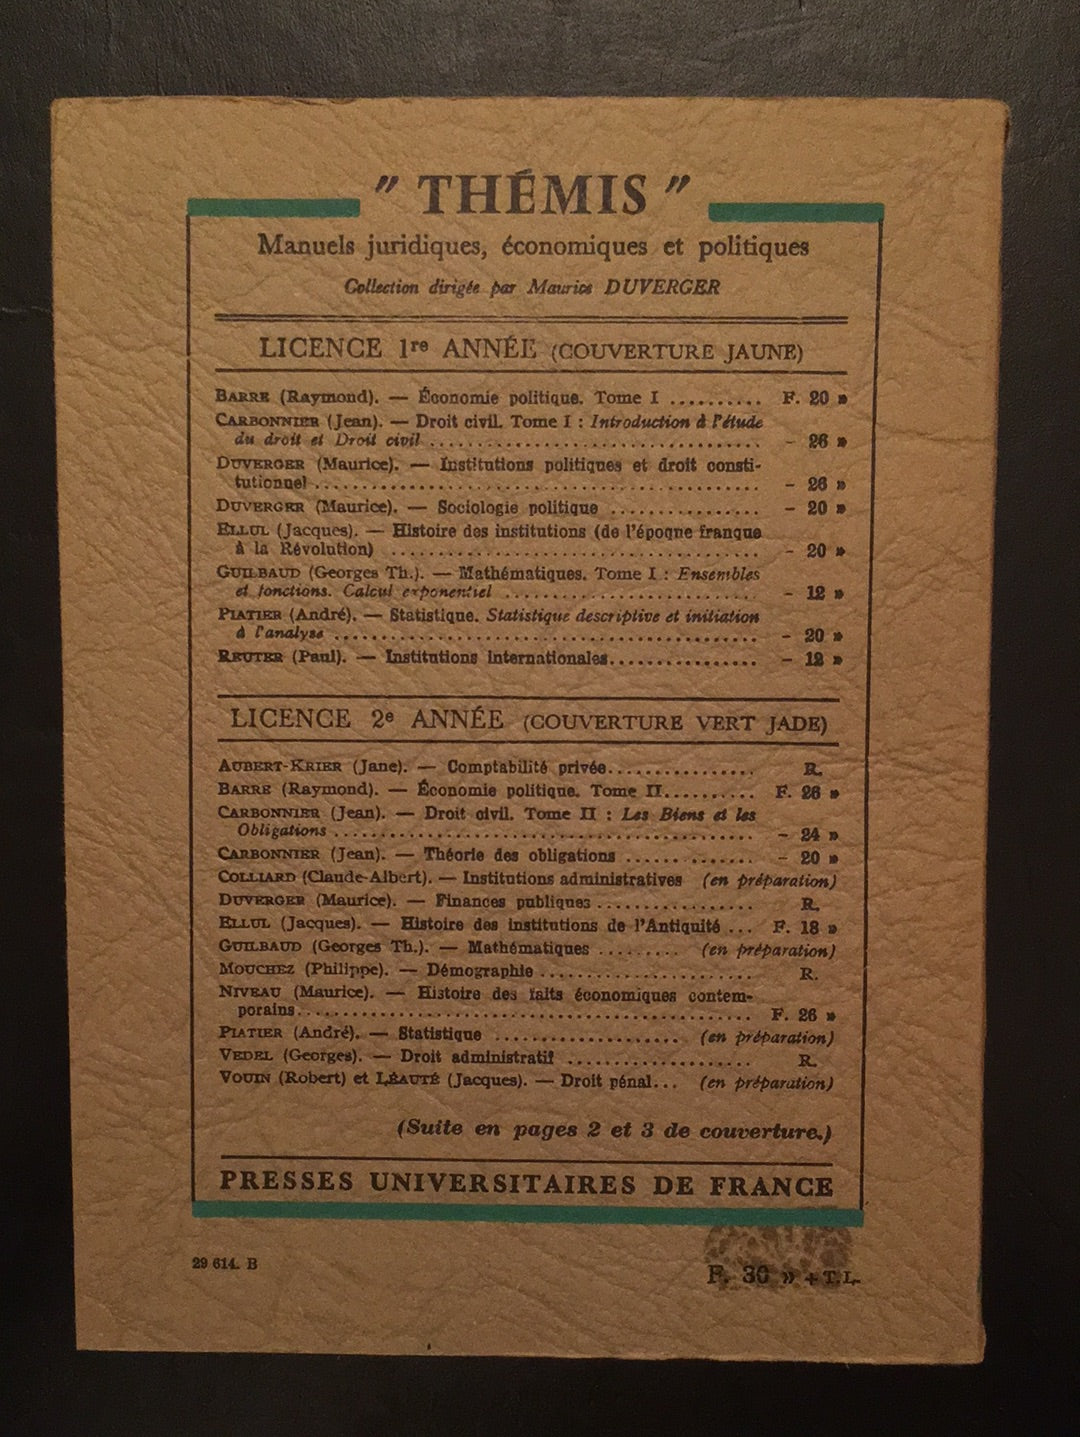 " THÉMIS "
Manuels juridiques, économiques et politiques
Collection dirigée par Maurice DUVERGER
LICENCE 1re ANNÉE (COUVERTURE JAUNE)
BARRE (Raymond). — Économie politique. Tome I .......... F. 20 »
CARBONNIER (Jean). — Droit civil. Tome I : Introduction à l'étude
du droit et Droit civil .................................. - 26 »
DUVERGER (Maurice). — Institutions politiques et droit consti-
tutionnel ............................................. - 26 »
DUVERGER (Maurice). — Sociologie politique ................ - 20 »
ELLUL (Jacques). — Histoire des institutions (de l'époque franque
à la Révolution) ...................................... - 20 »
GUILBAUD (Georges Th.). — Mathématiques. Tome I : Ensembles
et fonctions. Calcul exponentiel .......................... - 12 »
PIATIER (André). — Statistique. Statistique descriptive et initiation
à l'analyse ........................................... - 20 »
REUTER (Paul). — Institutions internationales................ - 12 »
LICENCE 2e ANNÉE (COUVERTURE VERT JADE)
AUBERT-KRIER (Jane). — Comptabilité privée................ R.
BARRE (Raymond). — Économie politique. Tome II.......... F. 26 »
CARBONNIER (Jean). — Droit civil. Tome II : Les Biens et les
Obligations ............................................ - 24 »
CARBONNIER (Jean). — Théorie des obligations .............. - 20 »
COLLIARD (Claude-Albert). — Institutions administratives (en préparation)
DUVERGER (Maurice). — Finances publiques ................. R.
ELLUL (Jacques). — Histoire des institutions de l'Antiquité ... F. 18 »
GUILBAUD (Georges Th.). — Mathématiques ......... (en préparation)
MOUCHEZ (Philippe). — Démographie ....................... R.
NIVEAU (Maurice). — Histoire des faits économiques contem-
porains................................................ F. 26 »
PIATIER (André). — Statistique .................... (en préparation)
VEDEL (Georges). — Droit administratif .................... R.
VOUIN (Robert) et LÉAUTÉ (Jacques). — Droit pénal... (en préparation)
(Suite en pages 2 et 3 de couverture.)
PRESSES UNIVERSITAIRES DE FRANCE
29 614. B
F. 30 » + T.L.